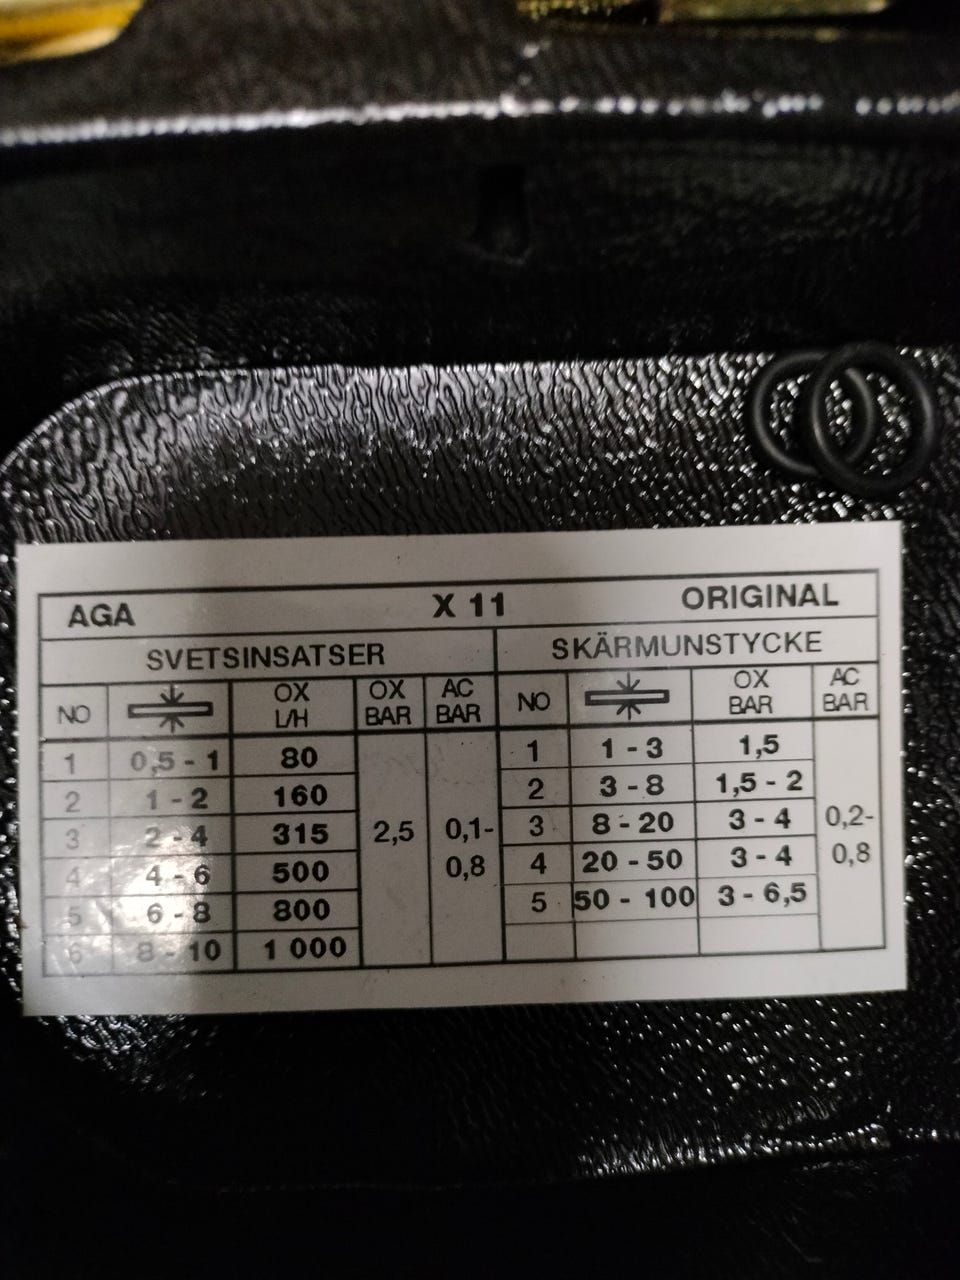 AGA X 11 ORIGINAL
SVETSINSATSER SKÄRMUNSTYCKE
NO OX L/H OX BAR AC BAR NO OX BAR AC BAR
1 0,5 - 1 80 1 1 - 3 1,5
2 1 - 2 160 2 3 - 8 1,5 - 2
3 2 - 4 315 2,5 0,1- 3 8 - 20 3 - 4 0,2-
4 4 - 6 500 0,8 4 20 - 50 3 - 4 0,8
5 6 - 8 800 5 50 - 100 3 - 6,5
6 8 - 10 1 000